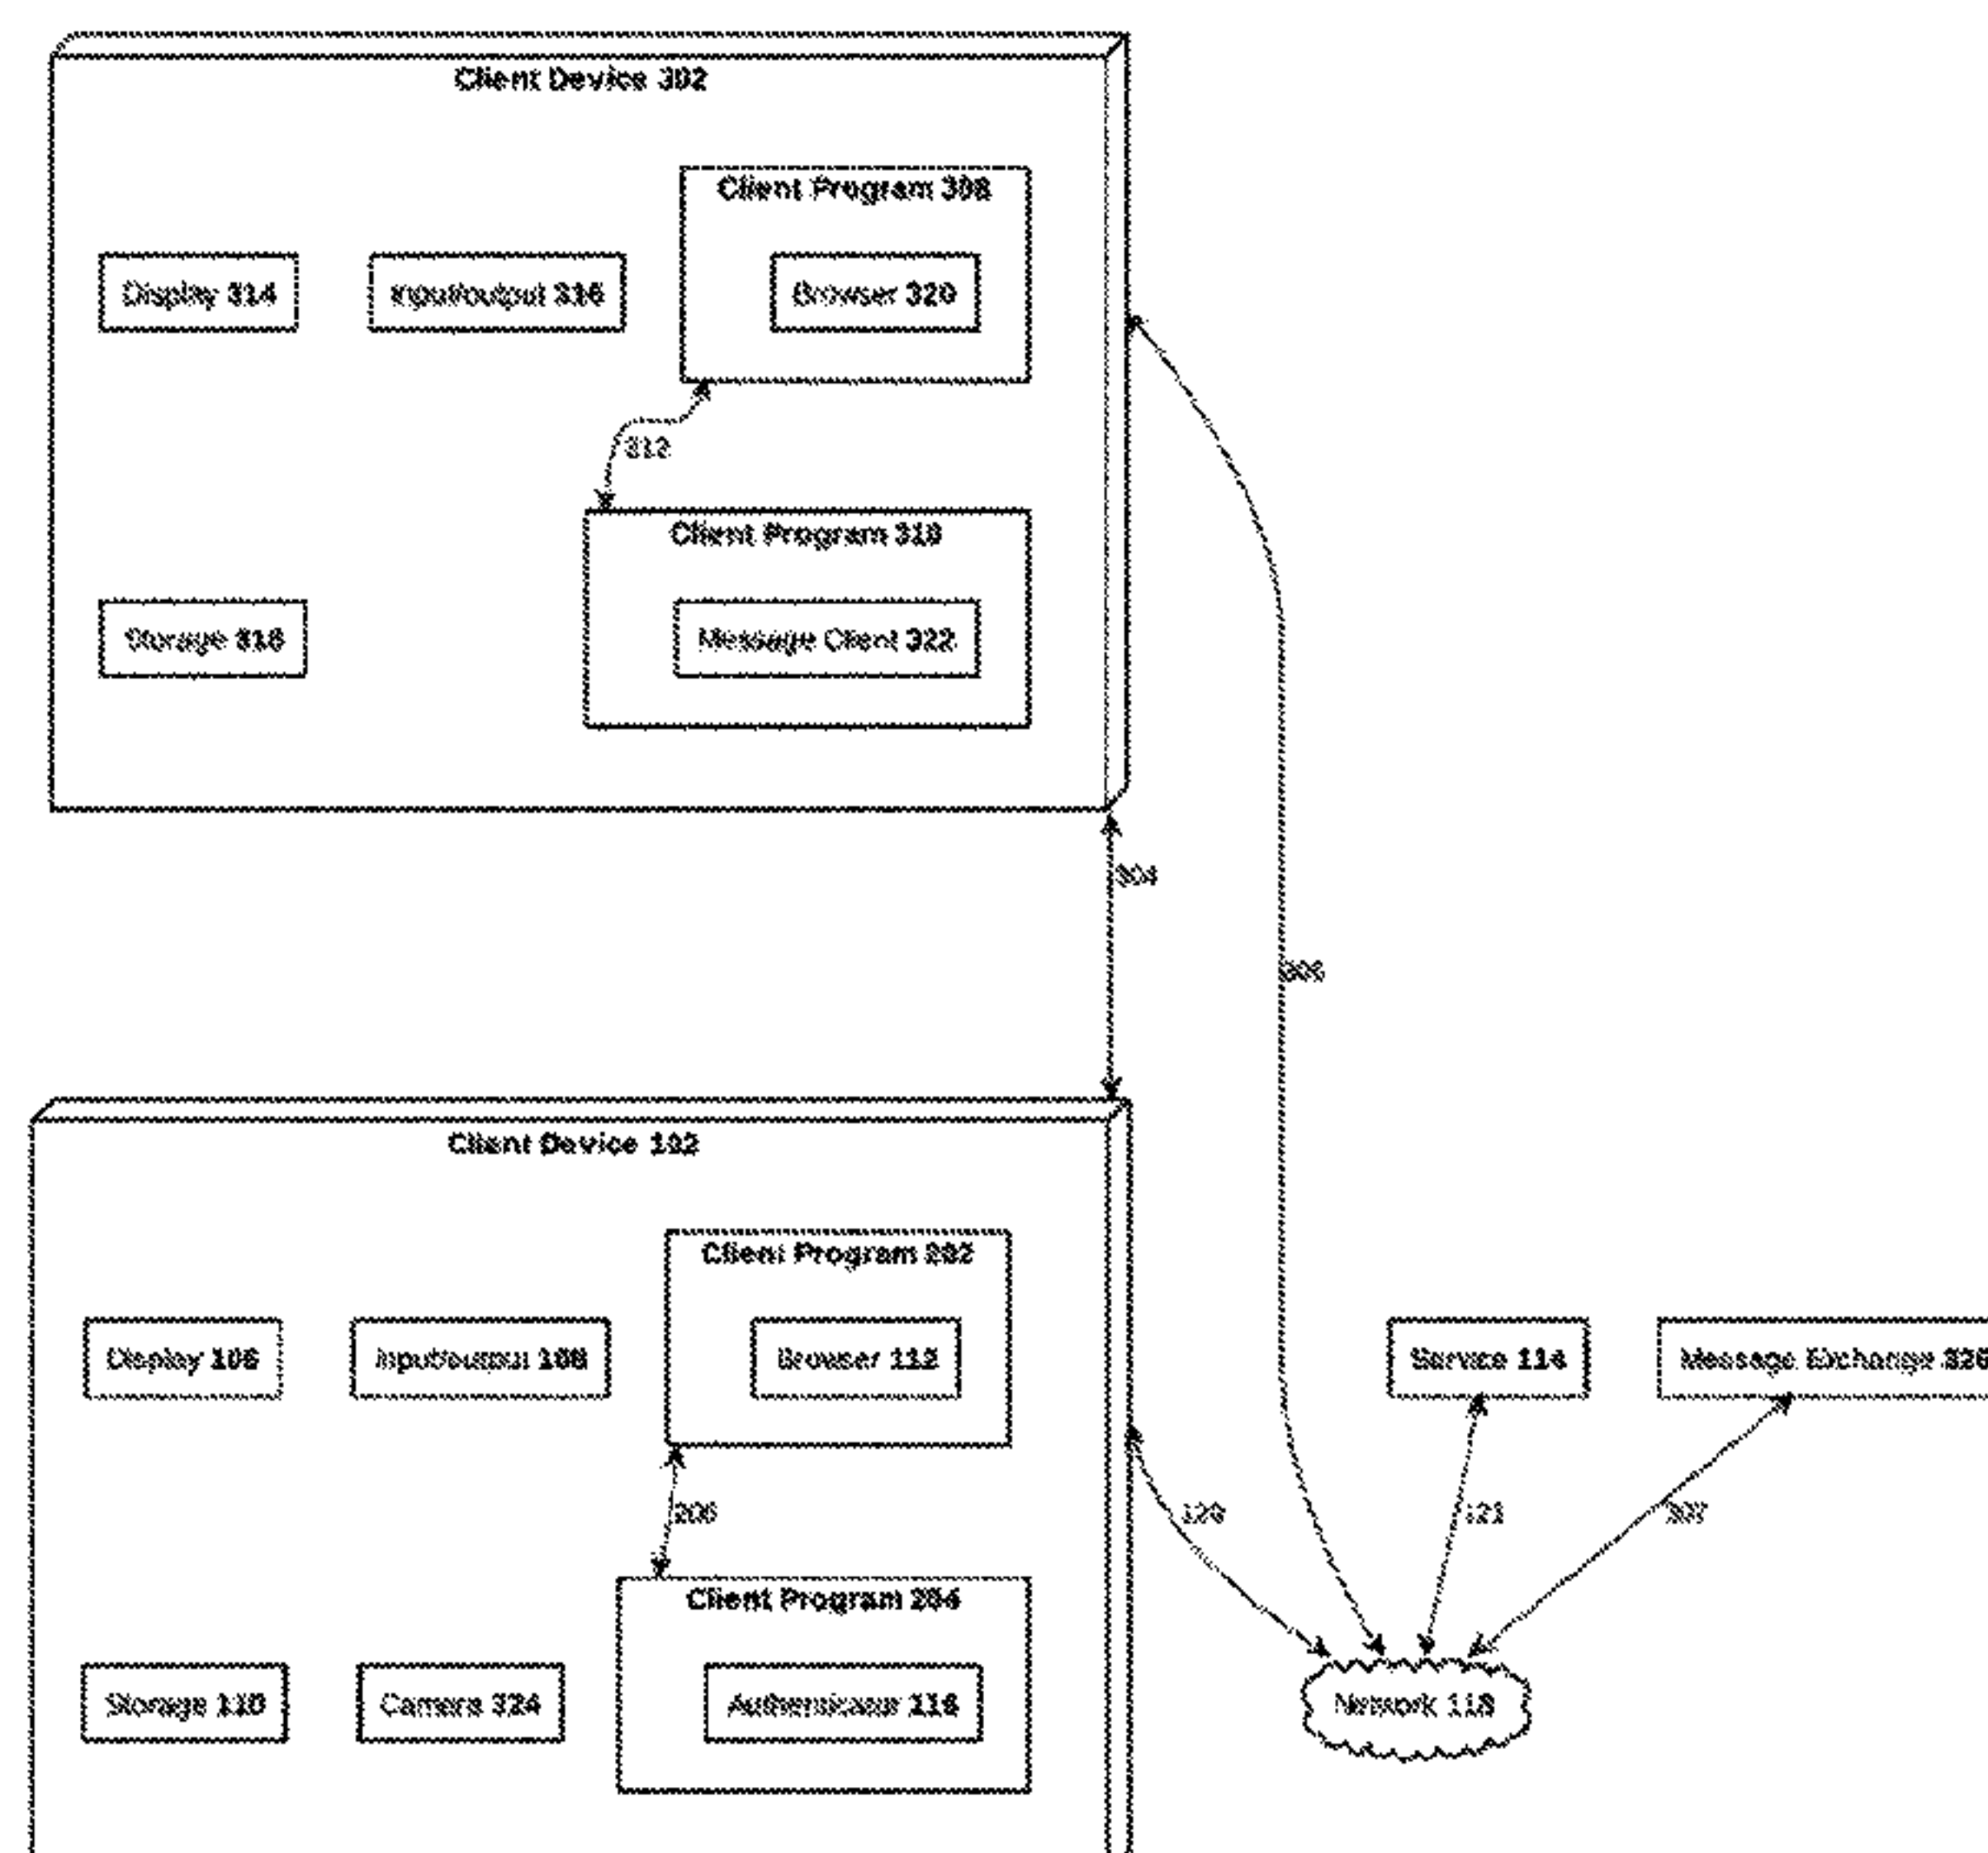 Client Device 302
Client Program 308
Display 314
Input/output 316
Browser 320
312
Client Program 310
Storage 318
Message Client 322
304
306
Client Device 102
Client Program 202
Display 106
Input/output 108
Browser 112
Service 114
Message Exchange 326
206
120
121
307
Client Program 204
Storage 110
Camera 324
Authenticator 116
Network 118